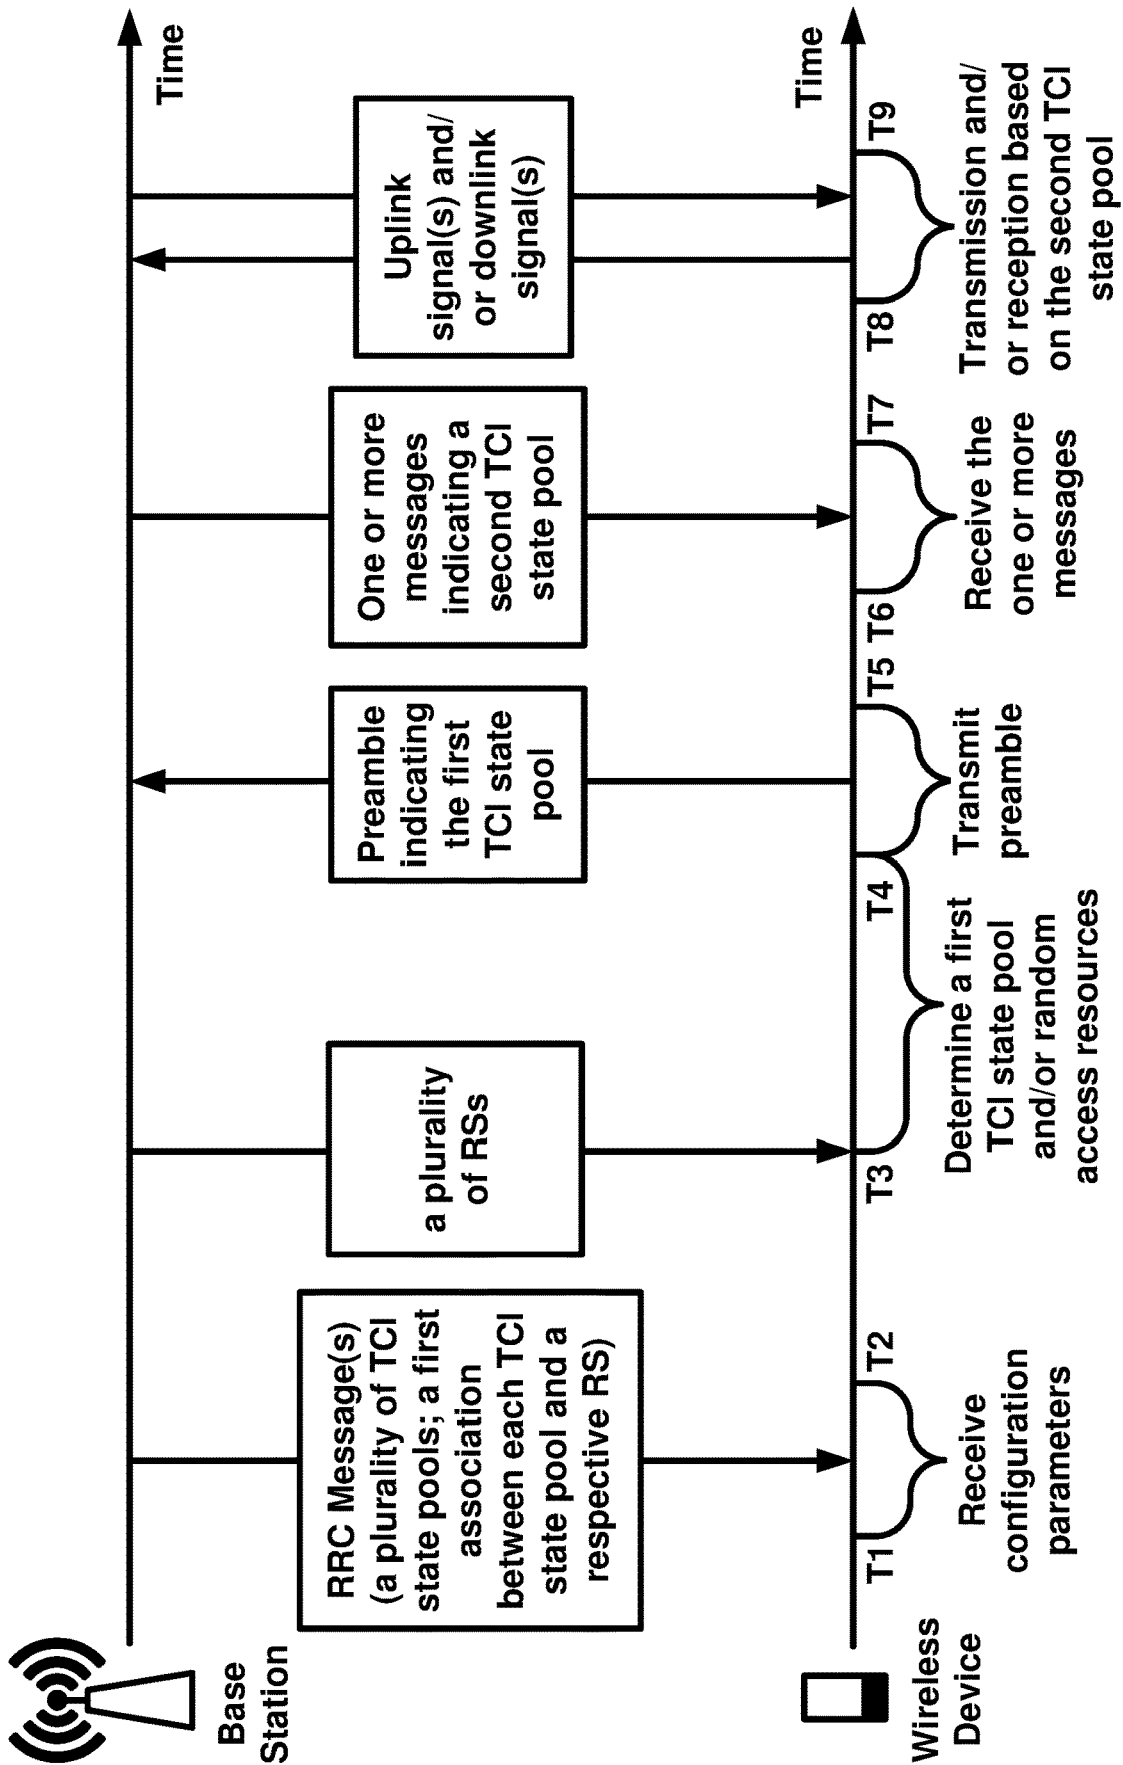 Base
Station
Time
RRC Message(s)
(a plurality of TCI
state pools; a first
association
between each TCI
state pool and a
respective RS)
a plurality
of RSs
Preamble
indicating
the first
TCI state
pool
One or more
messages
indicating a
second TCI
state pool
Uplink
signal(s) and/
or downlink
signal(s)
Wireless
Device
Time
T1
T2
T3
T4
T5
T6
T7
T8
T9
Receive
configuration
parameters
Determine a first
TCI state pool
and/or random
access resources
Transmit
preamble
Receive the
one or more
messages
Transmission and/
or reception based
on the second TCI
state pool